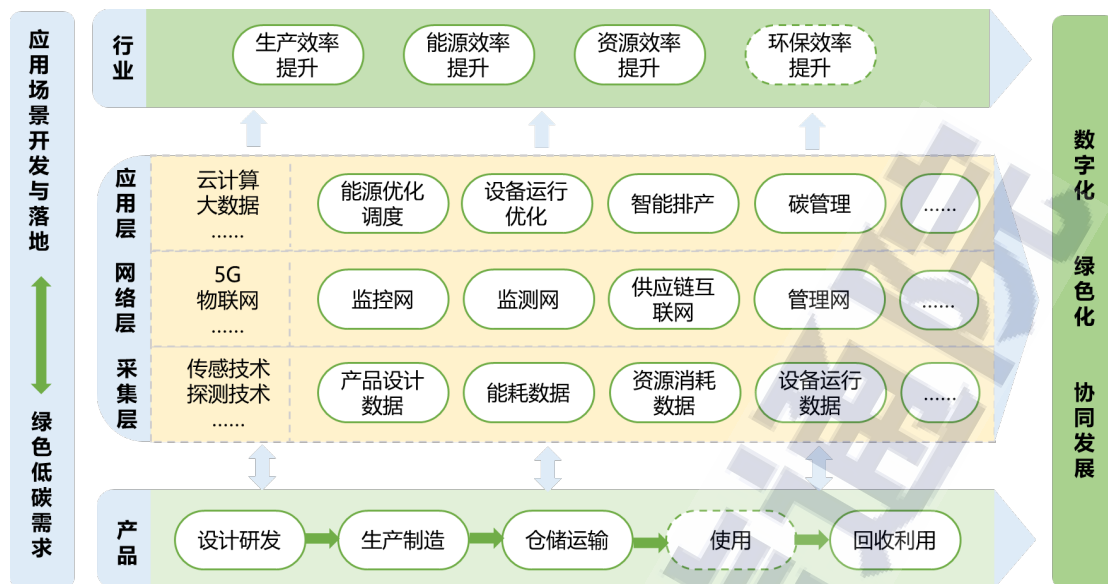 应用场景开发与落地
绿色低碳需求
行业
生产效率
提升
能源效率
提升
资源效率
提升
环保效率
提升
应用层
云计算
大数据
……
能源优化
调度
设备运行
优化
智能排产
碳管理
……
网络层
5G
物联网
……
监控网
监测网
供应链互
联网
管理网
……
采集层
传感技术
探测技术
……
产品设计
数据
能耗数据
资源消耗
数据
设备运行
数据
……
产品
设计研发
生产制造
仓储运输
使用
回收利用
数字化
绿色化
协同发展